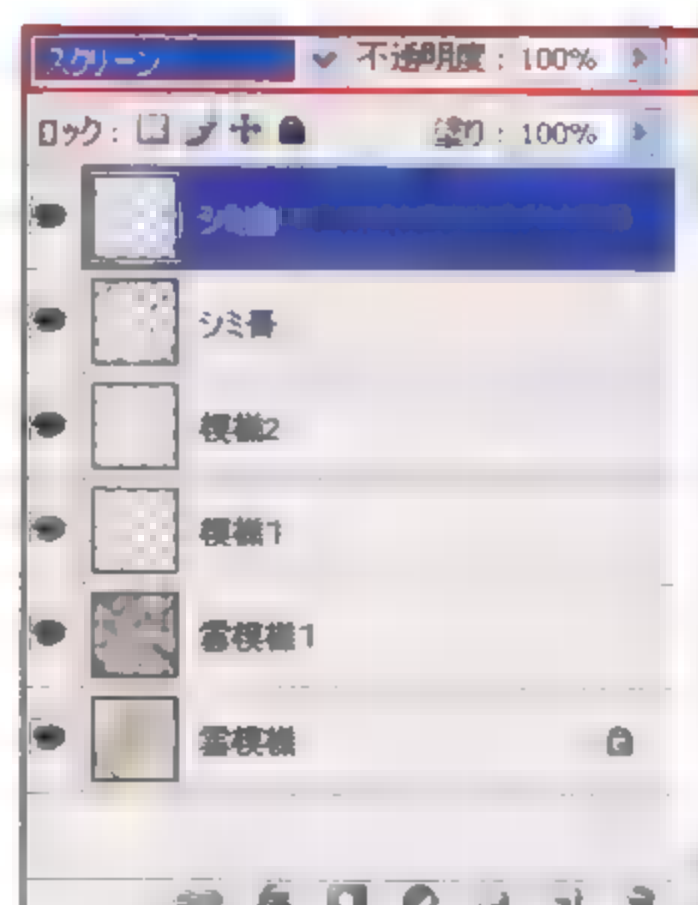 スクリーン 不透明度 : 100%
ロック : 塗り : 100%
模様2
模様1
雲模様1
雲模様